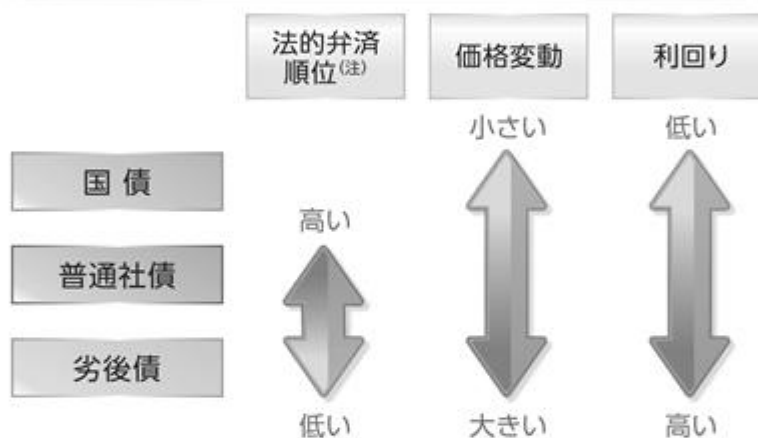 法的弁済
順位(注)
価格変動
利回り
小さい
低い
国債
高い
普通社債
劣後債
低い
大きい
高い